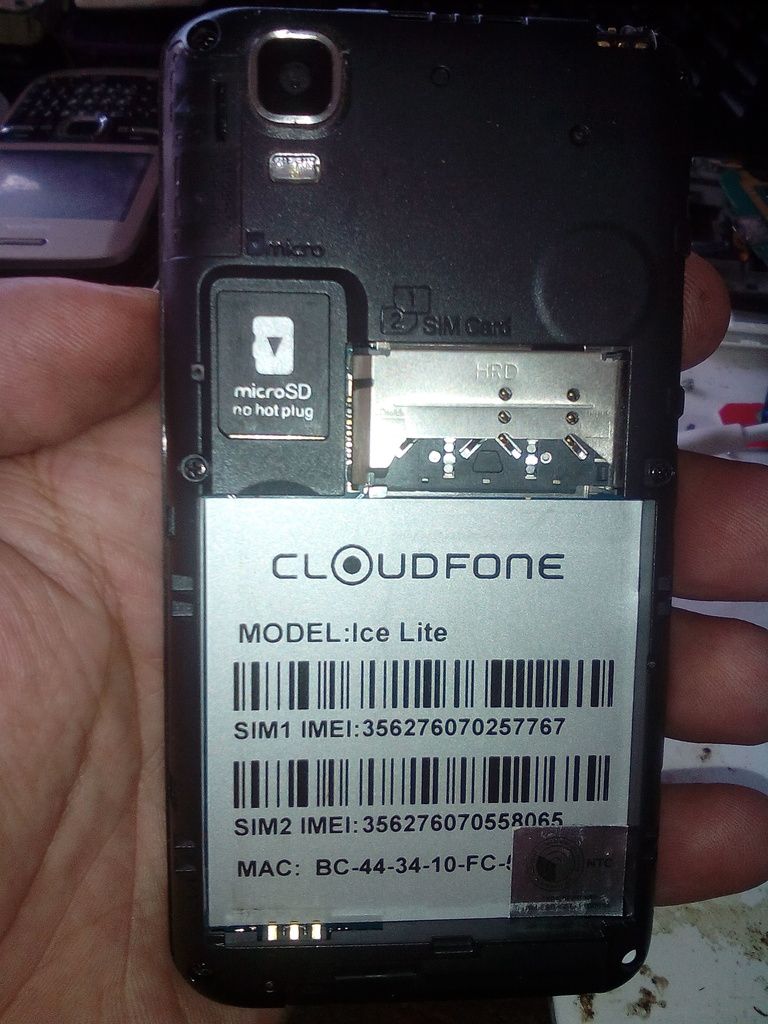 micro
1
2 SIM Card
microSD
no hot plug
HRD
CLOUDFONE
MODEL:Ice Lite
SIM1 IMEI:356276070257767
SIM2 IMEI:356276070558065
MAC: BC-44-34-10-FC-
NTC